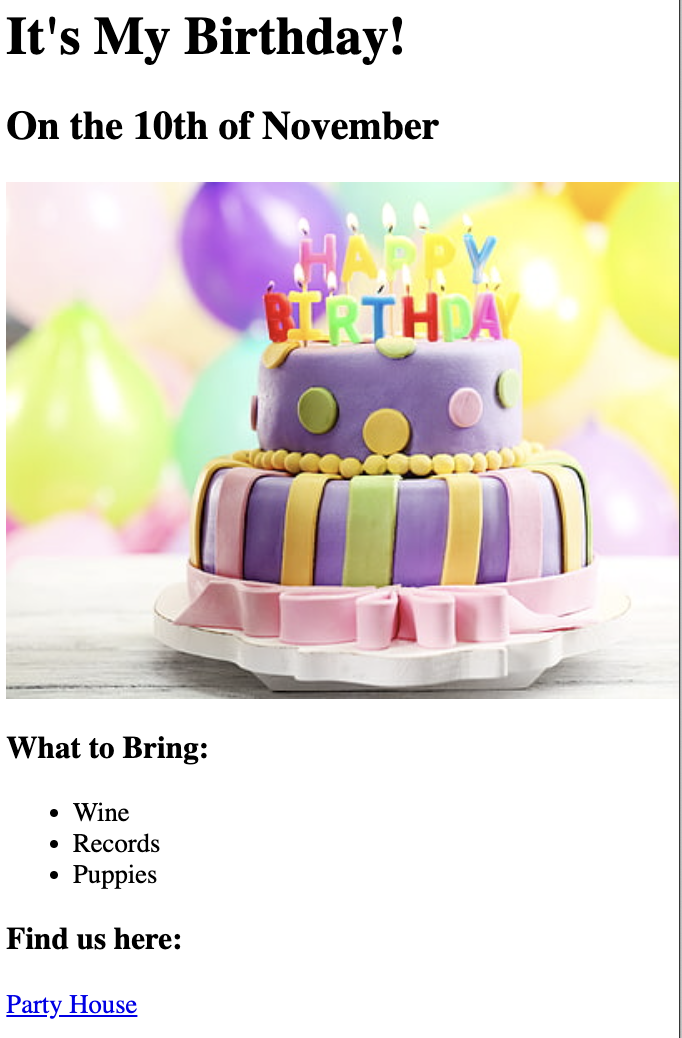 It's My Birthday!
On the 10th of November
HAPPY
BIRTHDAY
What to Bring:
Wine
Records
Puppies
Find us here:
Party House